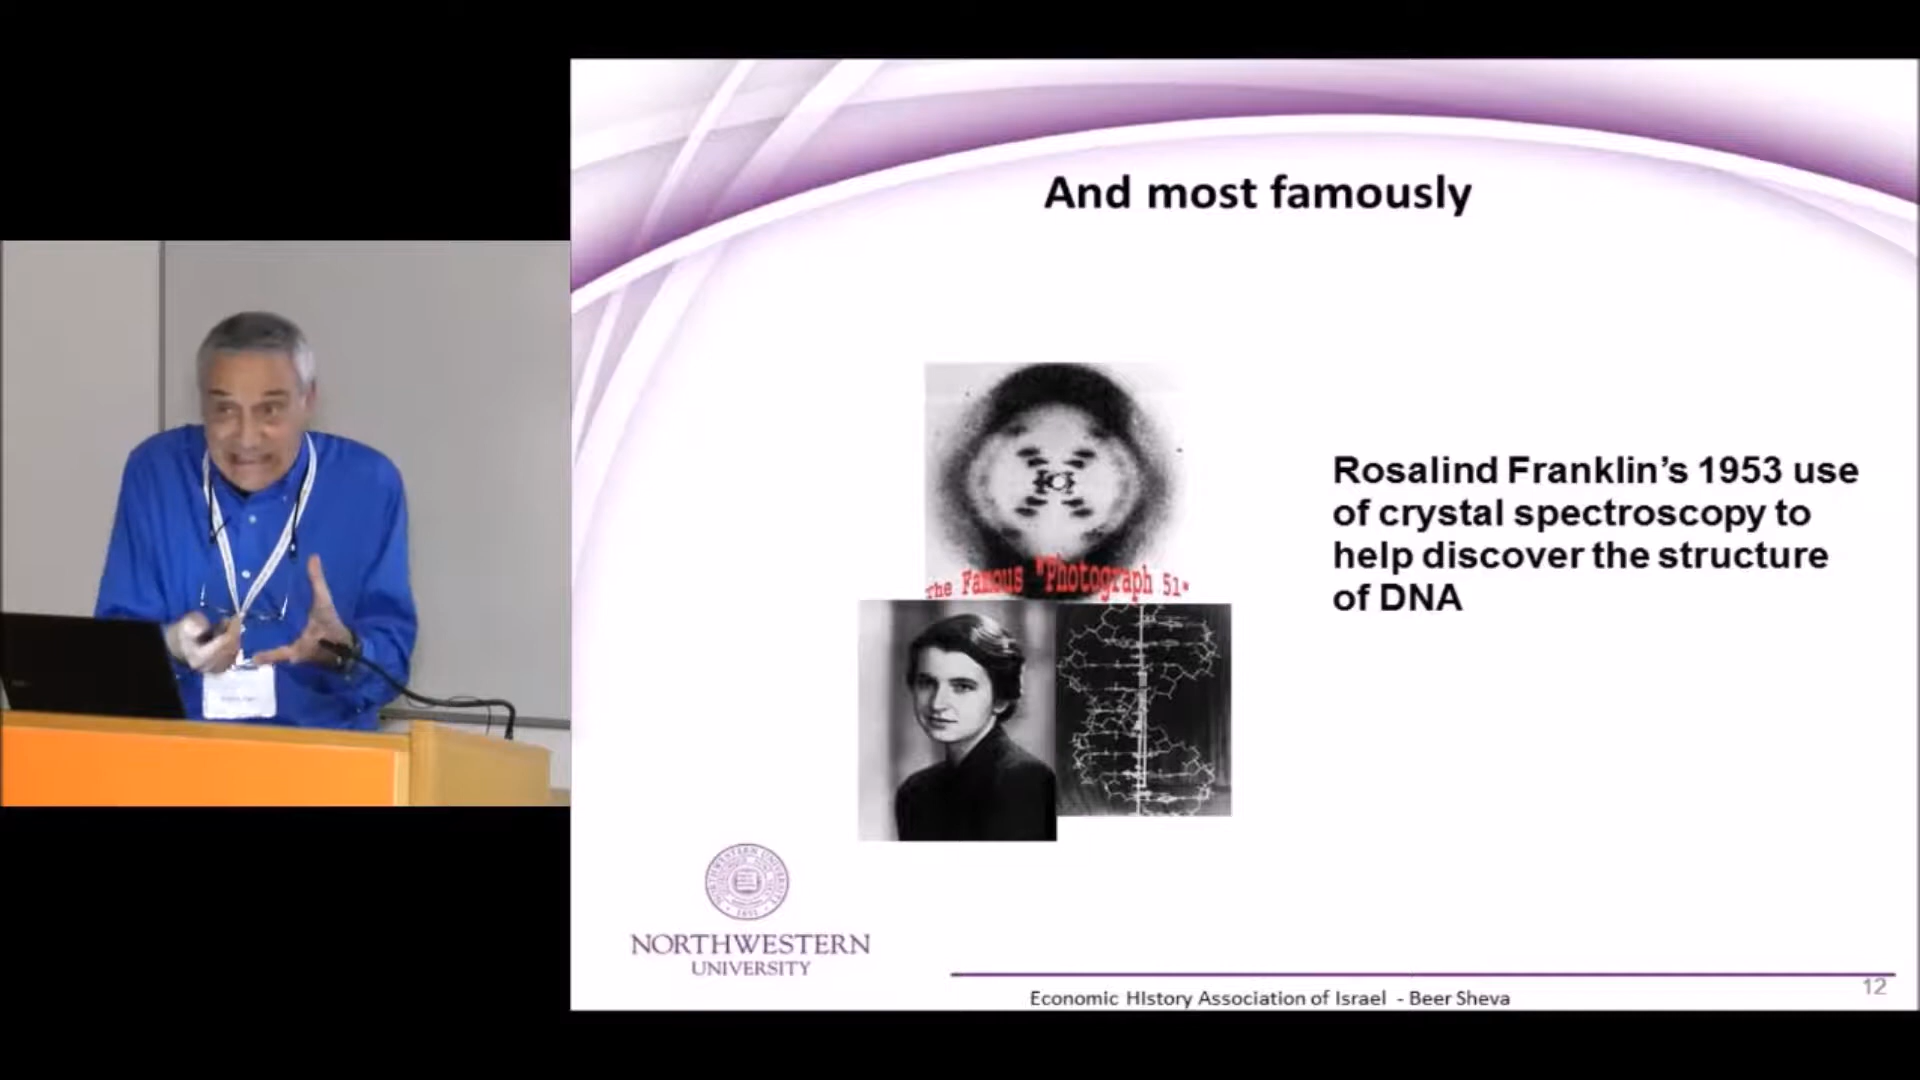 And most famously
The Famous "Photograph 51"
Rosalind Franklin's 1953 use
of crystal spectroscopy to
help discover the structure
of DNA
NORTHWESTERN
UNIVERSITY
Economic HIstory Association of Israel - Beer Sheva
12